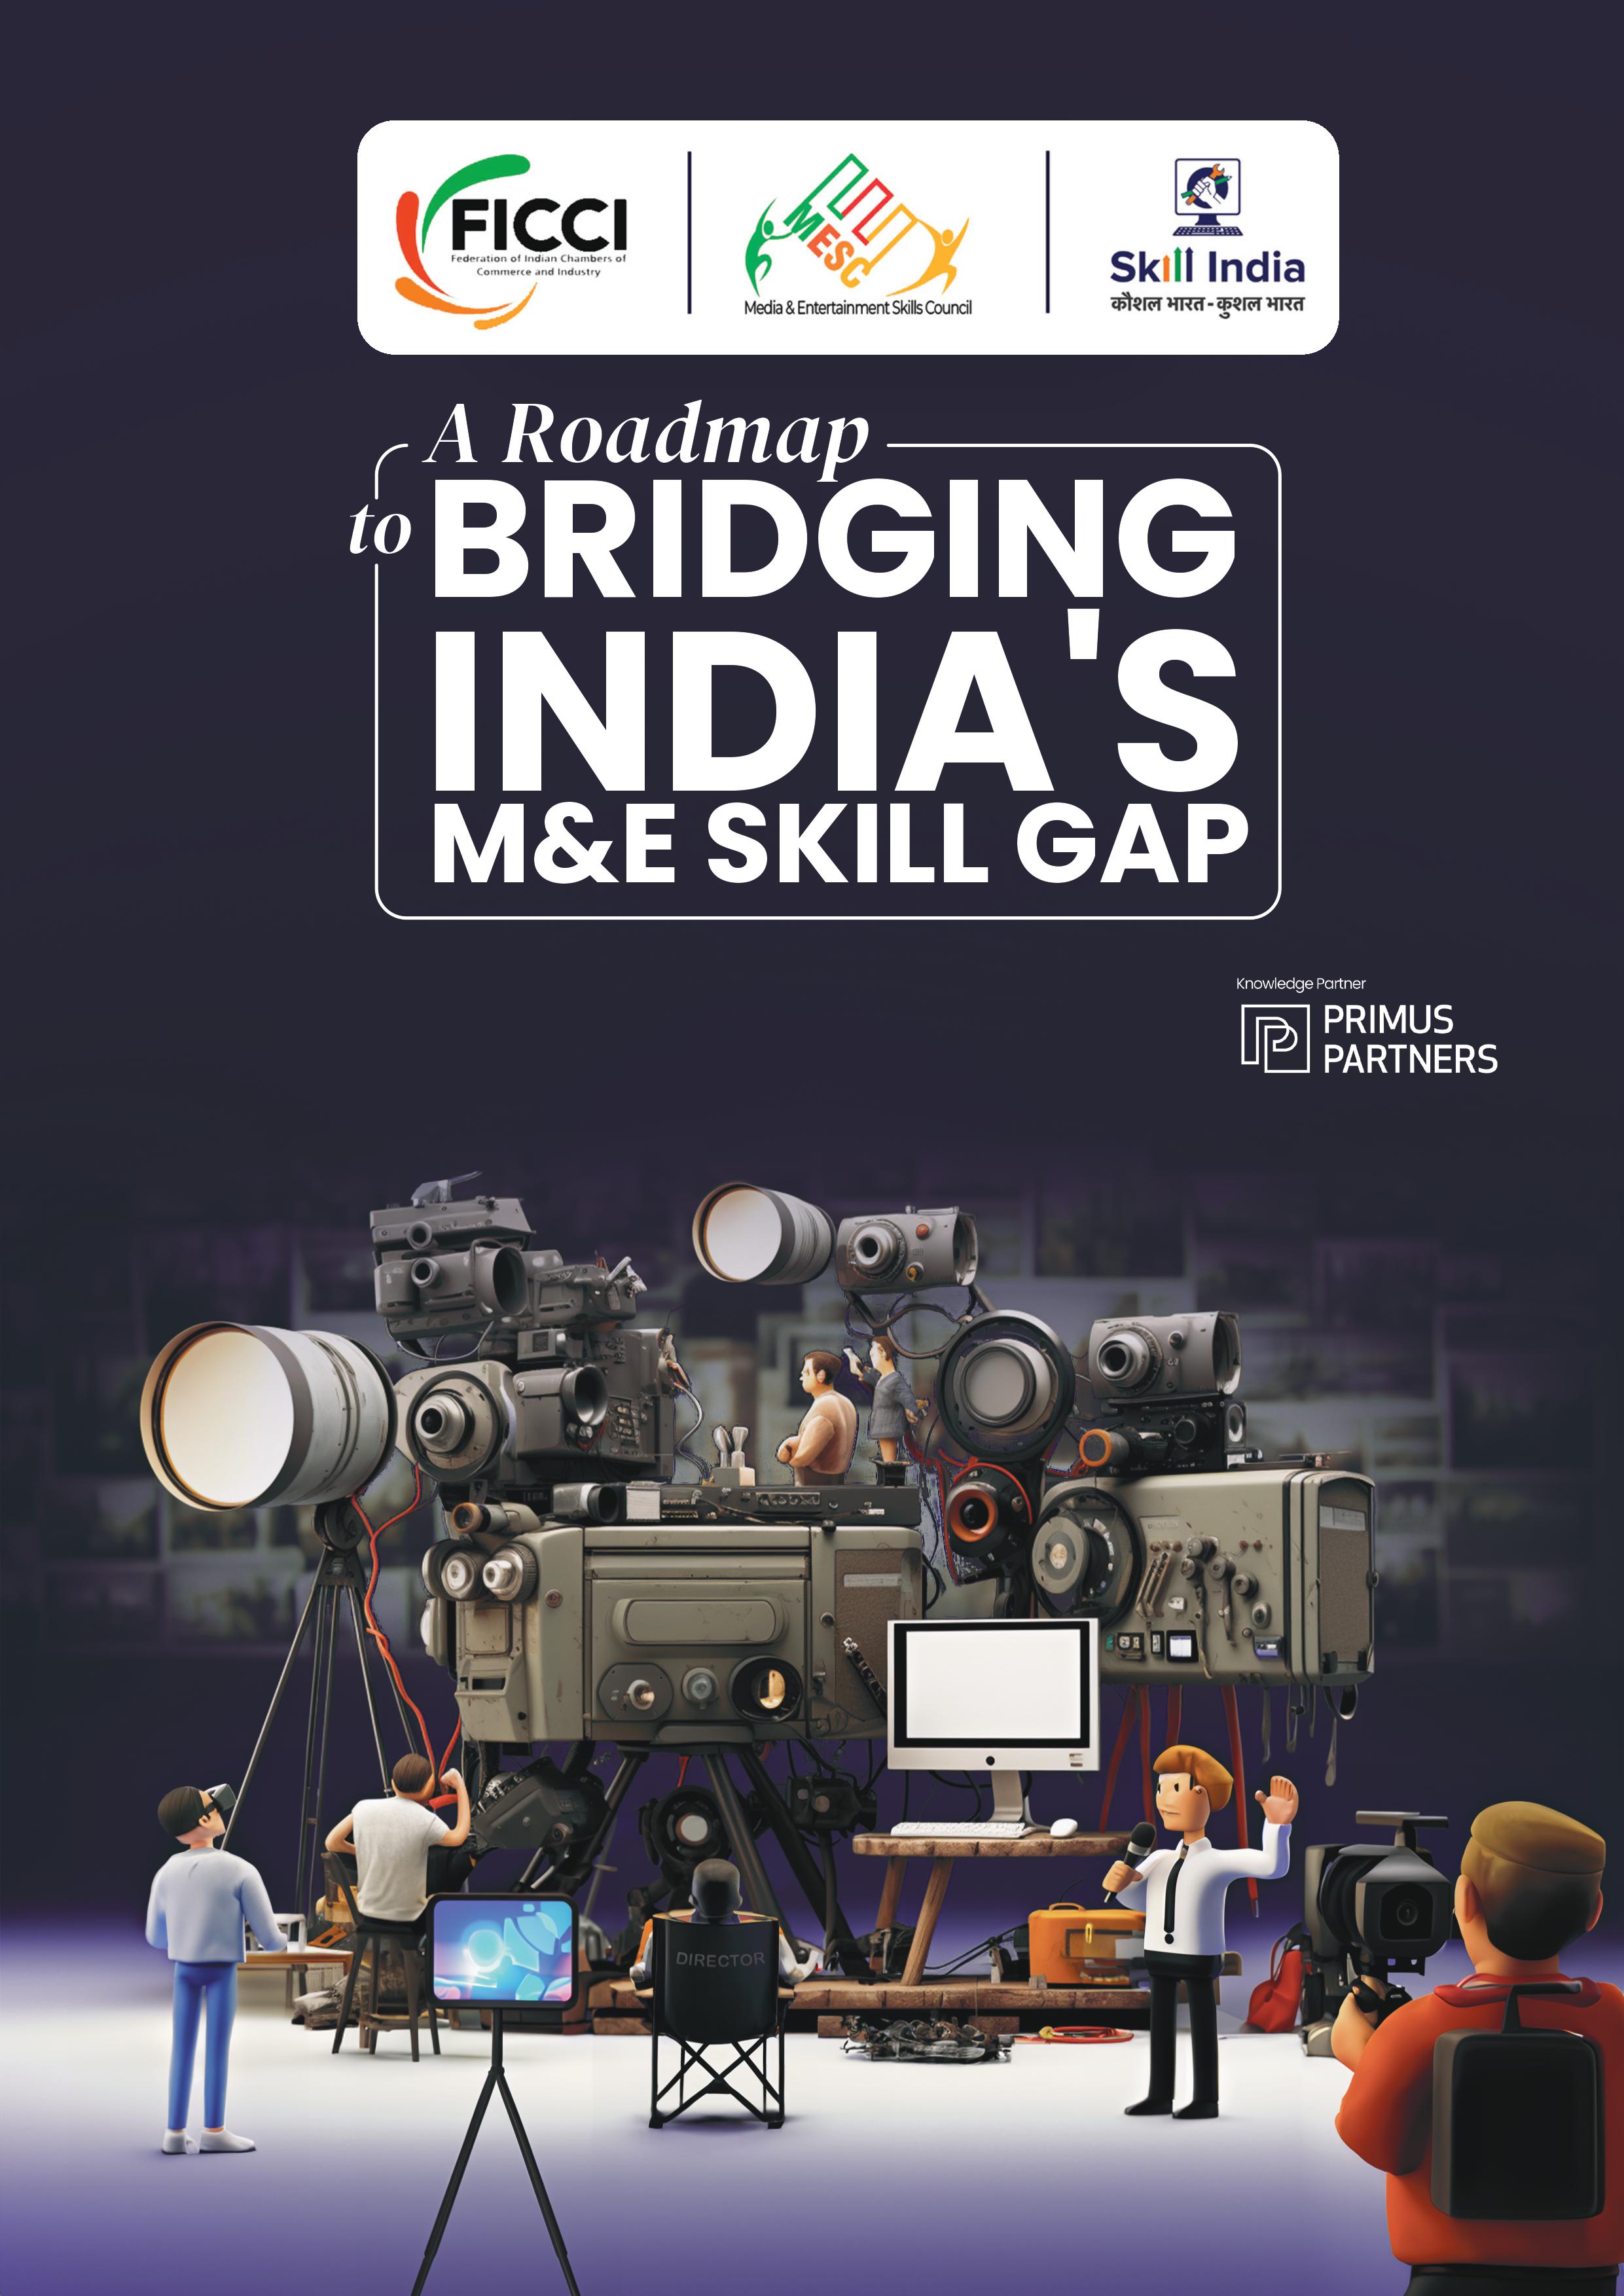 FICCI
Federation of Indian Chambers of
Commerce and Industry
MESC
Media & Entertainment Skills Council
Skill India
कौशल भारत - कुशल भारत
A Roadmap
to BRIDGING
INDIA'S
M&E SKILL GAP
Knowledge Partner
PRIMUS
PARTNERS
DIRECTOR